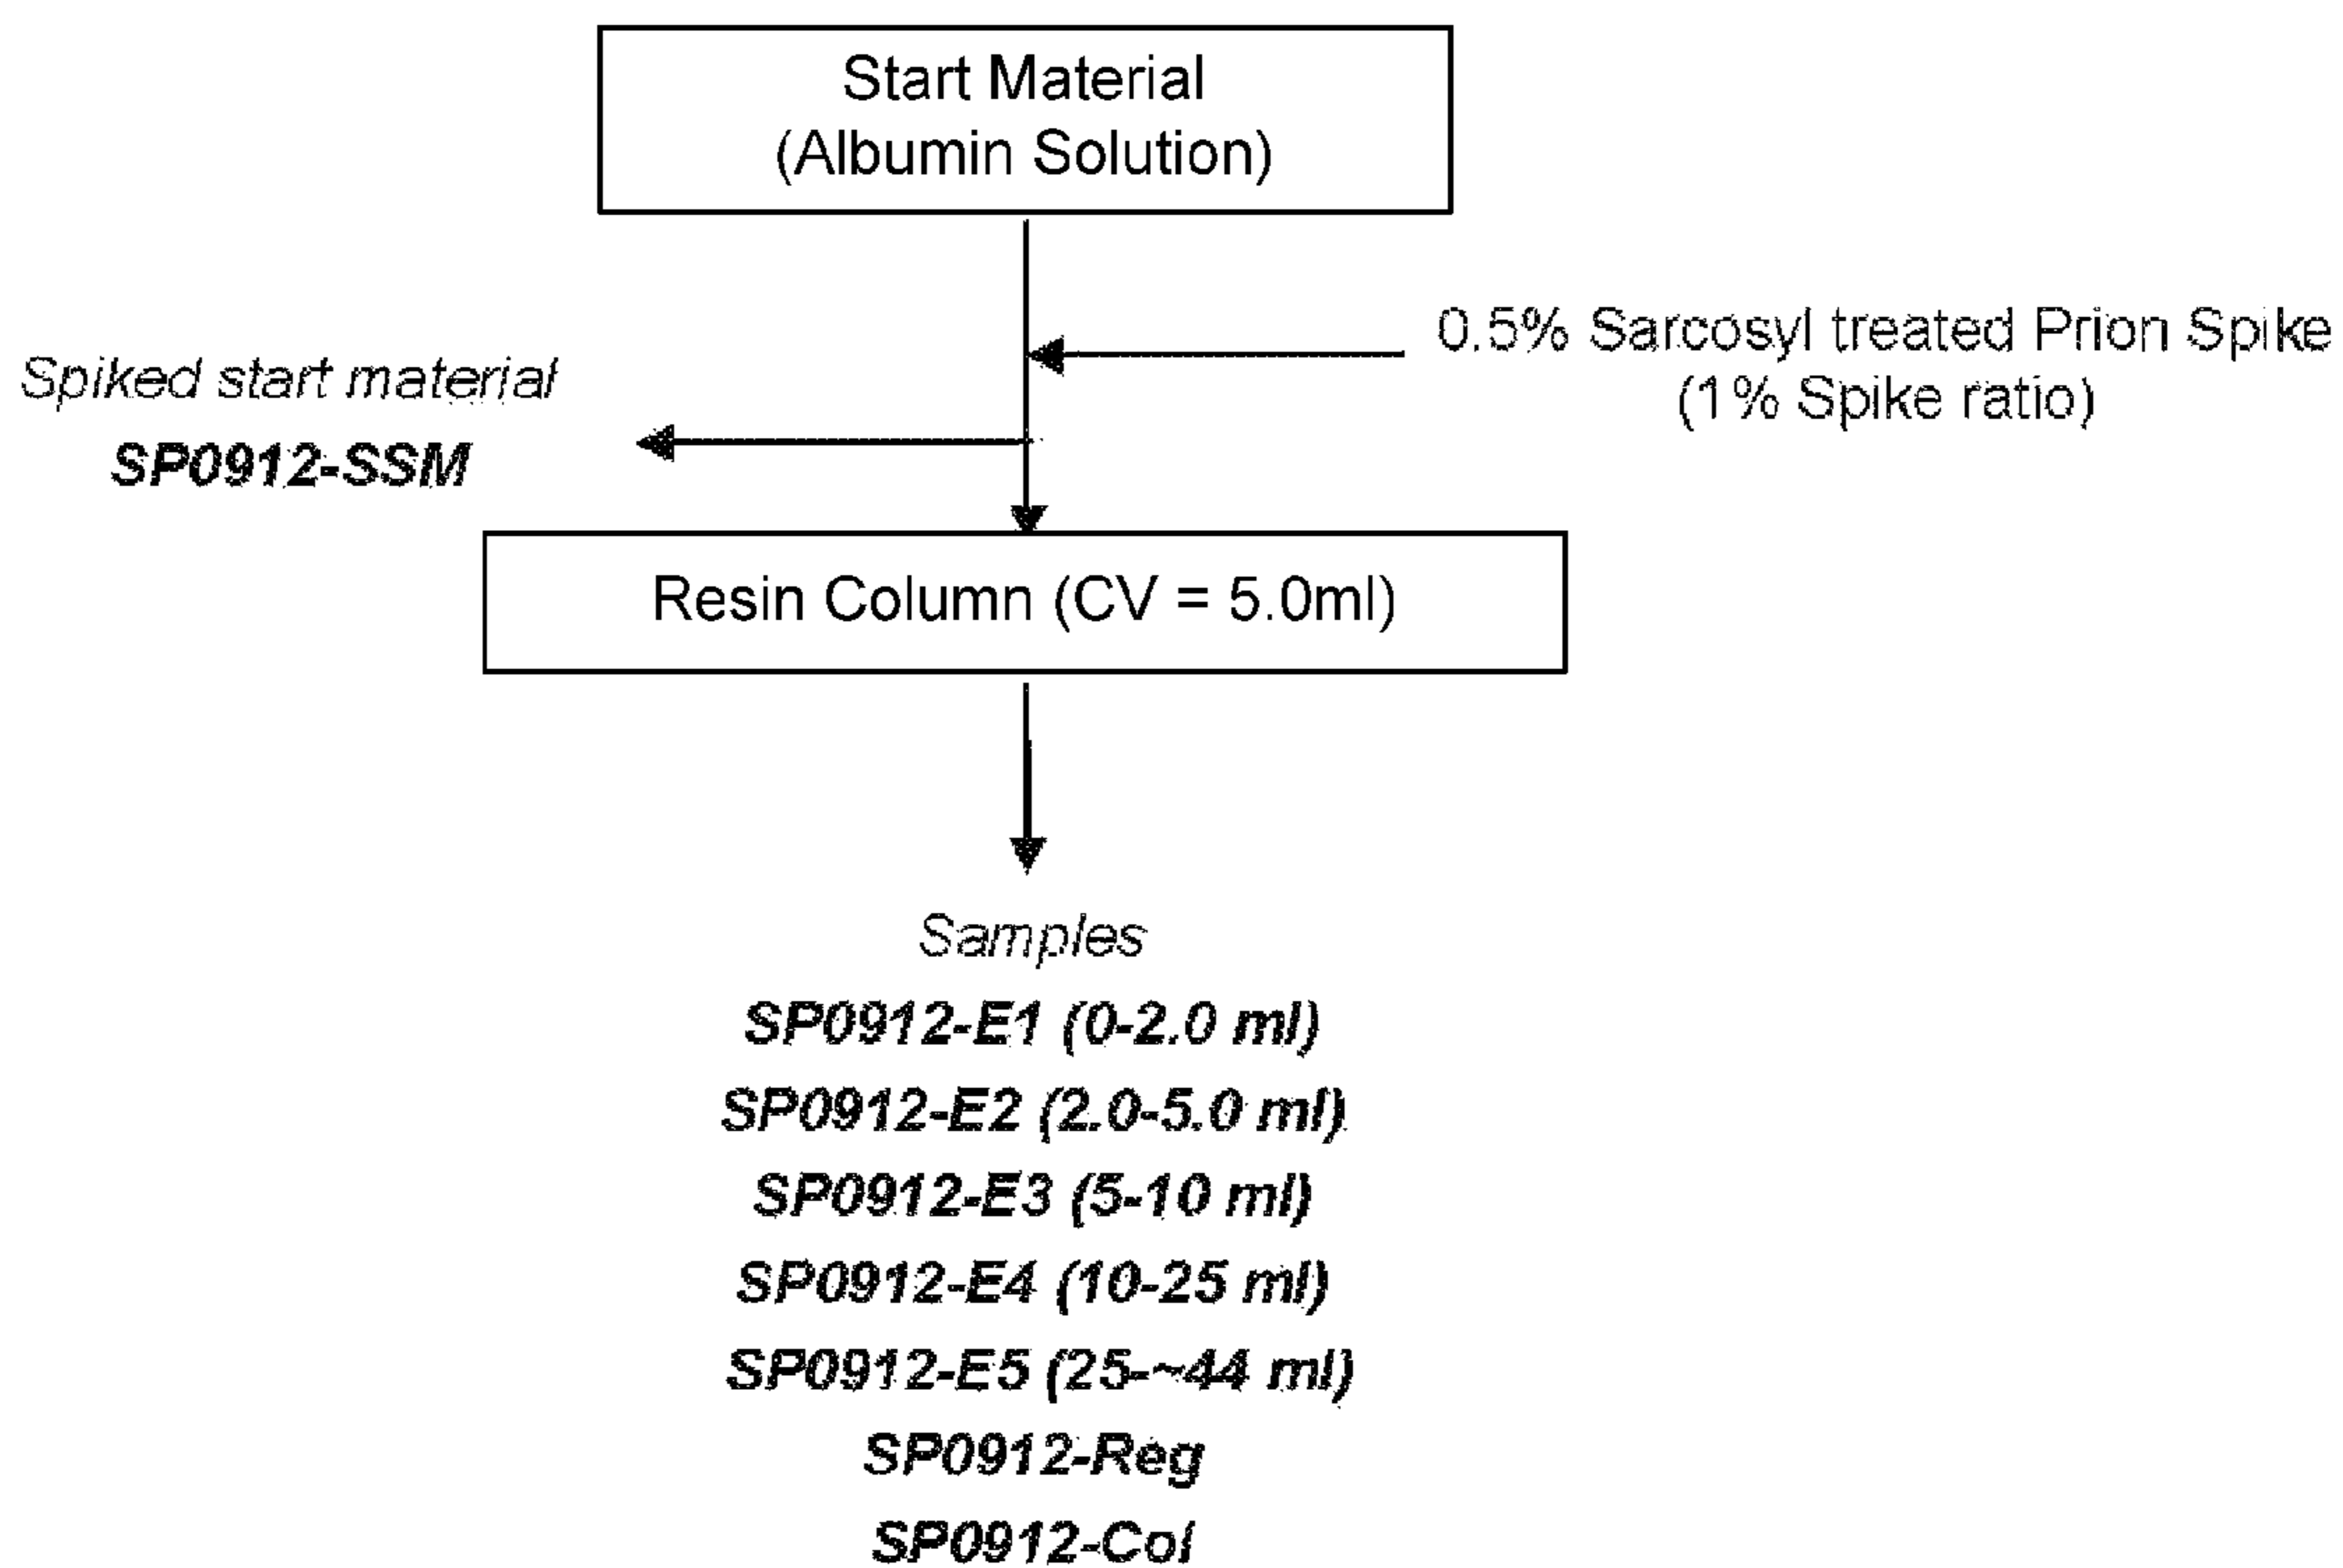 Start Material
(Albumin Solution)
0.5% Sarcosyl treated Prion Spike
(1% Spike ratio)
Spiked start material
SP0912-SSM
Resin Column (CV = 5.0ml)
Samples
SP0912-E1 (0-2.0 ml)
SP0912-E2 (2.0-5.0 ml)
SP0912-E3 (5-10 ml)
SP0912-E4 (10-25 ml)
SP0912-E5 (25-~44 ml)
SP0912-Reg
SP0912-Col